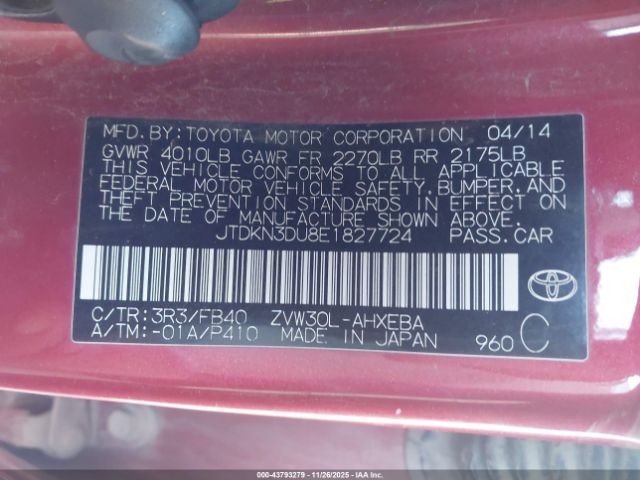 MFD. BY: TOYOTA MOTOR CORPORATION 04/14
GVWR 4010LB GAWR FR 2270LB RR 2175LB
THIS VEHICLE CONFORMS TO ALL APPLICABLE
FEDERAL MOTOR VEHICLE SAFETY, BUMPER, AND
THEFT PREVENTION STANDARDS IN EFFECT ON
THE DATE OF MANUFACTURE SHOWN ABOVE.
JTDKN3DU8E1827724 PASS. CAR
C/TR: 3R3/FB40 ZVW30L-AHXEBA
A/TM: -01A/P410 MADE IN JAPAN 960 C
TOYOTA
000-43793279 | 11/26/2025 - IAAI